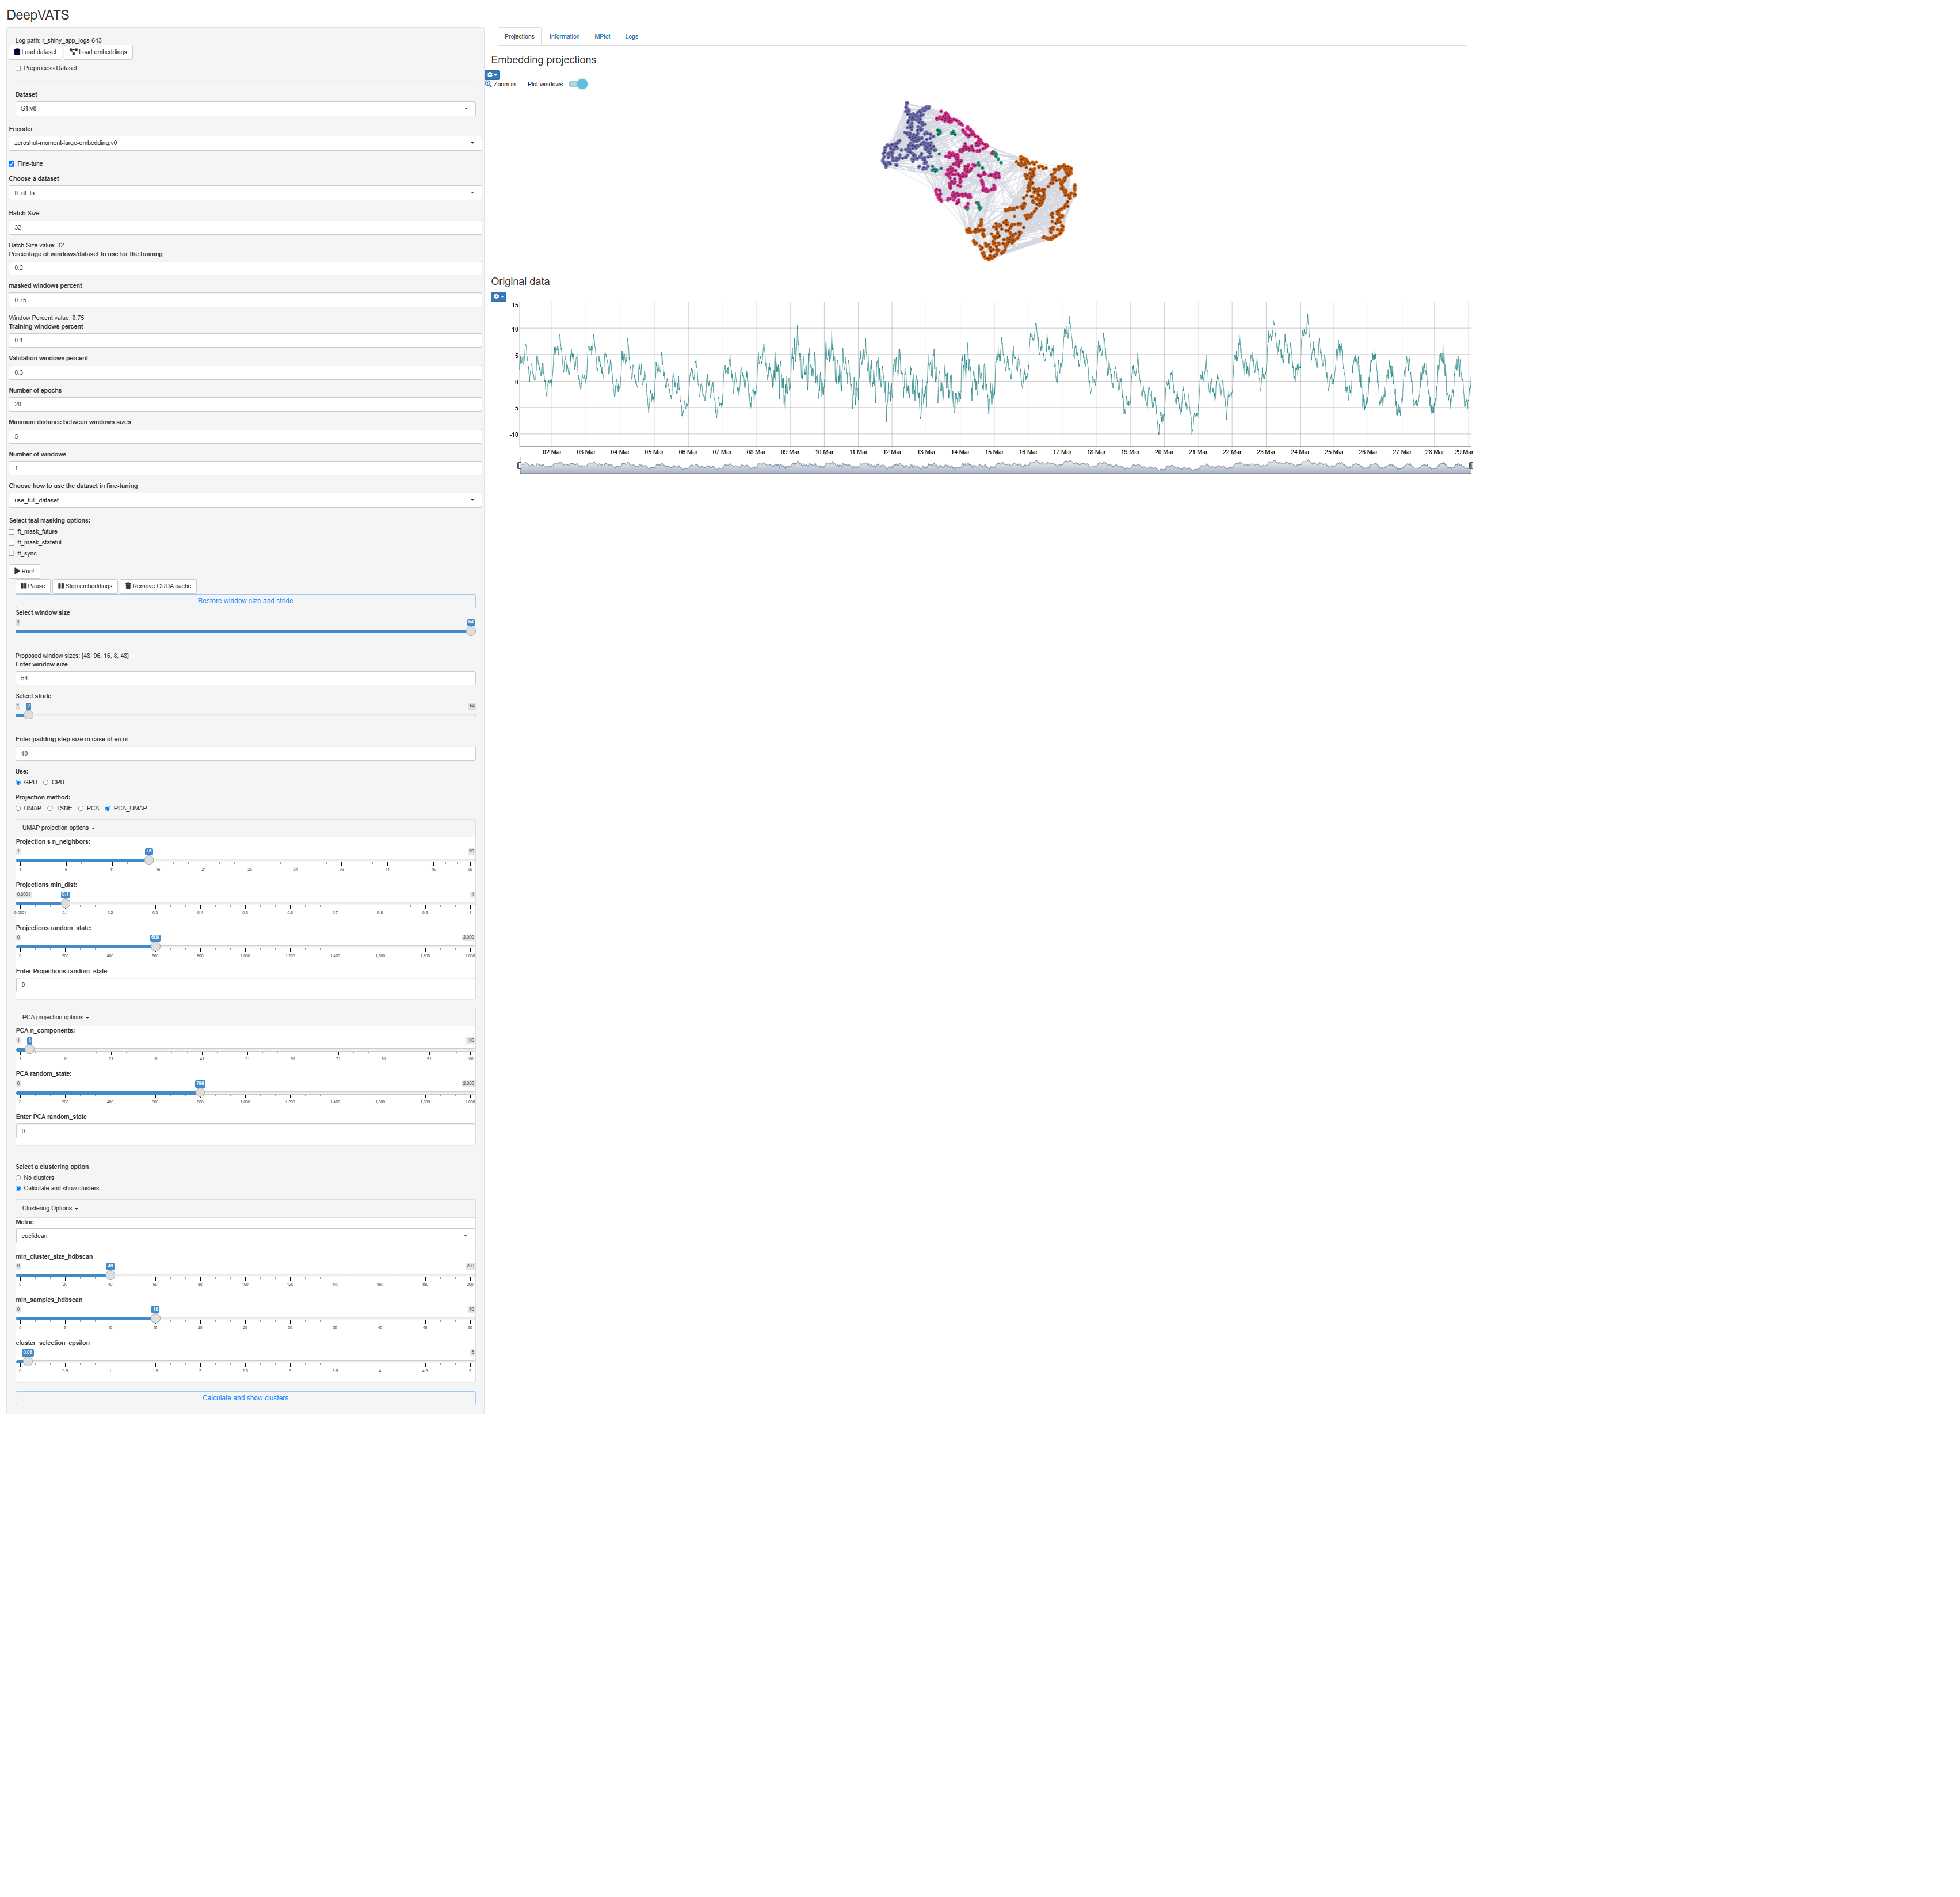 DeepVATS
Log path: r_shiny_app_logs-643
Load dataset Load embeddings
Preprocess Dataset
Dataset
S1:v8
Encoder
zeroshot-moment-large-embedding:v0
Fine-tune
Choose a dataset
ft_df_ts
Batch Size
32
Batch Size value: 32
Percentage of windows/dataset to use for the training
0.2
masked windows percent
0.75
Window Percent value: 0.75
Training windows percent
0.1
Validation windows percent
0.3
Number of epochs
20
Minimum distance between windows sizes
5
Number of windows
1
Choose how to use the dataset in fine-tuning
use_full_dataset
Select tsai masking options:
ft_mask_future
ft_mask_stateful
ft_sync
Run!
Pause Stop embeddings Remove CUDA cache
Restore window size and stride
Select window size
Proposed window sizes: [48, 96, 16, 8, 48]
Enter window size
54
Select stride
1 54
Enter padding step size in case of error
10
Use:
GPU CPU
Projection method:
UMAP TSNE PCA PCA_UMAP
UMAP projection options
Projection s n_neighbors:
1 15 50
1 6 11 16 21 26 31 36 41 46 50
Projections min_dist:
0.0001 0.1 1
0.0001 0.1 0.2 0.3 0.4 0.5 0.6 0.7 0.8 0.9 1
Projections random_state:
0 600 2,000
0 200 400 600 800 1,000 1,200 1,400 1,600 1,800 2,000
Enter Projections random_state
0
PCA projection options
PCA n_components:
1 3 100
1 11 21 31 41 51 61 71 81 91 100
PCA random_state:
0 2,000
0 200 400 600 800 1,000 1,200 1,400 1,600 1,800 2,000
Enter PCA random_state
0
Select a clustering option
No clusters
Calculate and show clusters
Clustering Options
Metric
euclidean
min_cluster_size_hdbscan
0 40 200
0 20 40 60 80 100 120 140 160 180 200
min_samples_hdbscan
0 15 50
0 5 10 15 20 25 30 35 40 45 50
cluster_selection_epsilon
0.08 5
0 0.5 1 1.5 2 2.5 3 3.5 4 4.5 5
Calculate and show clusters
Projections Information MPlot Logs
Embedding projections
Zoom in Plot windows
Original data
15
10
5
0
-5
-10
02 Mar 03 Mar 04 Mar 05 Mar 06 Mar 07 Mar 08 Mar 09 Mar 10 Mar 11 Mar 12 Mar 13 Mar 14 Mar 15 Mar 16 Mar 17 Mar 18 Mar 19 Mar 20 Mar 21 Mar 22 Mar 23 Mar 24 Mar 25 Mar 26 Mar 27 Mar 28 Mar 29 Mar